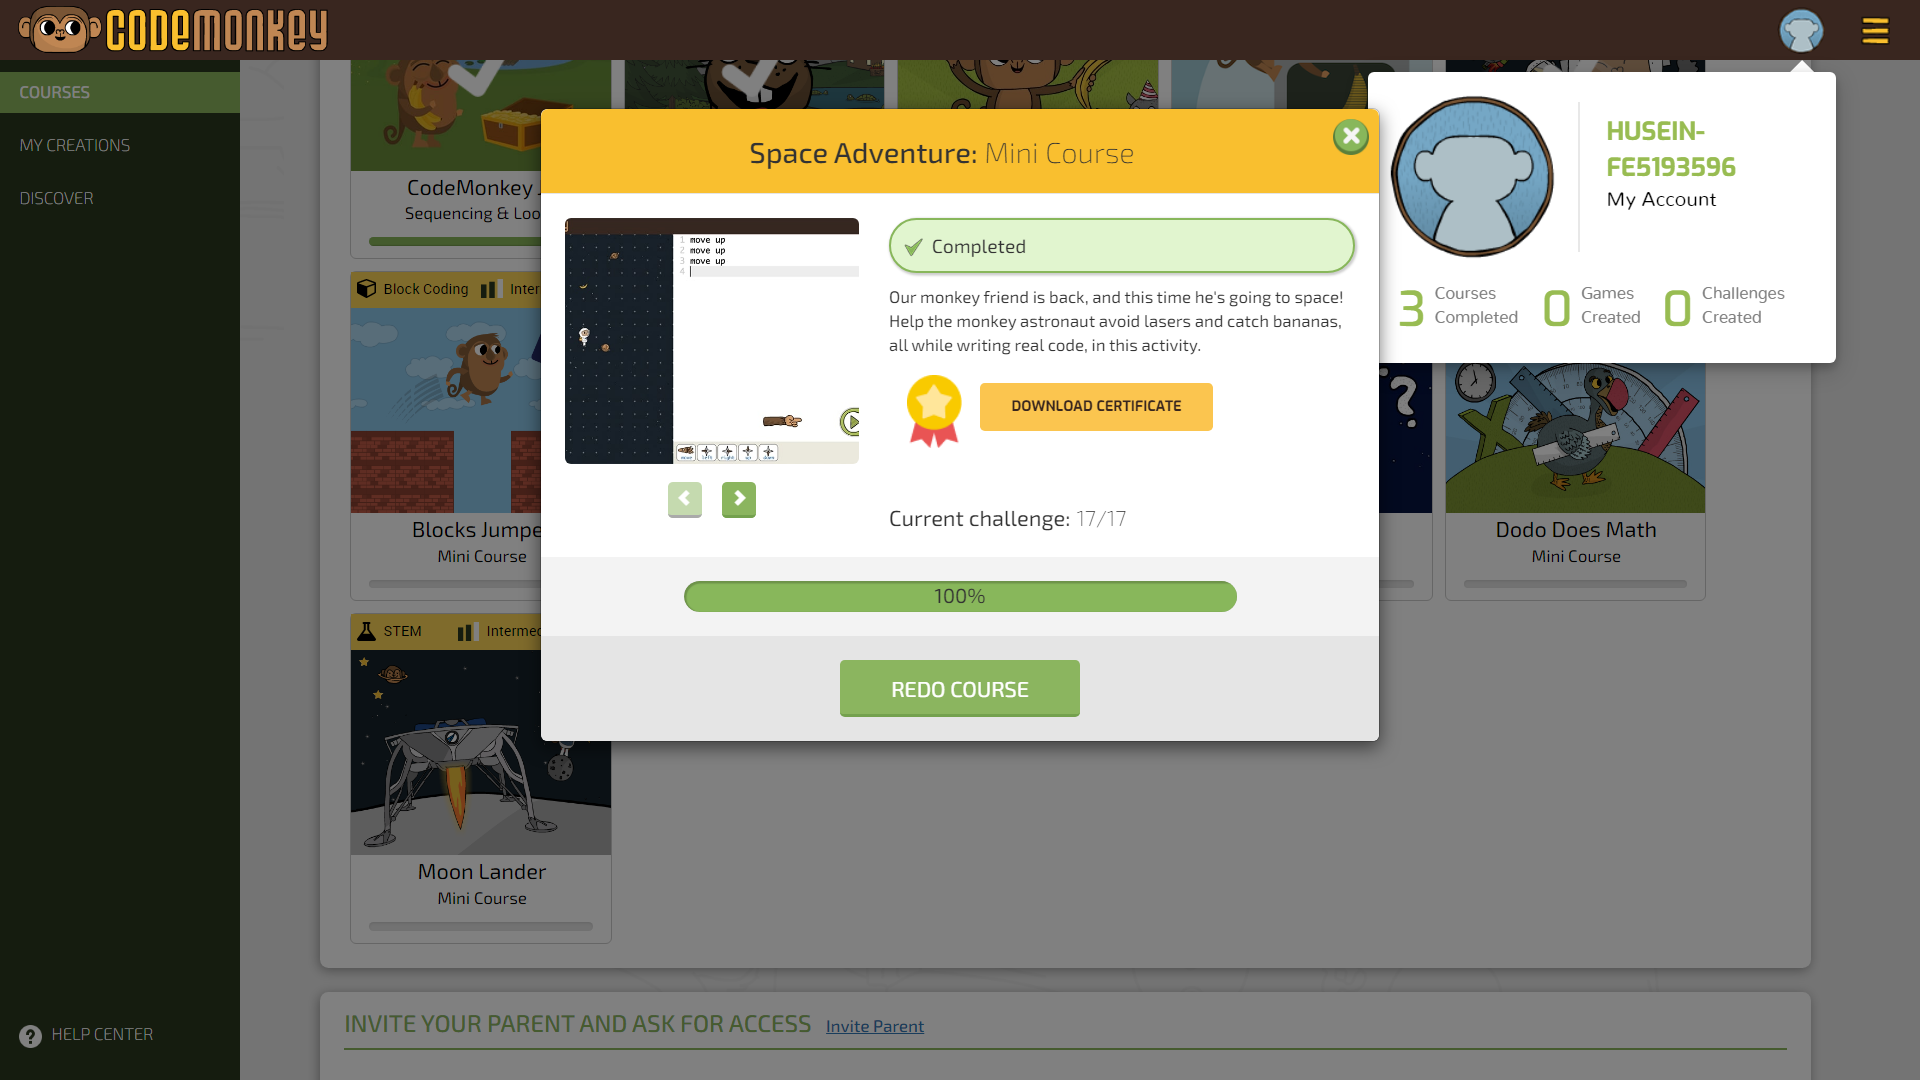 CODEMONKEY
COURSES
MY CREATIONS
DISCOVER
HELP CENTER
CodeMonkey J
Sequencing & Loo
Block Coding
Inter
Blocks Jumpe
Mini Course
STEM
Intermed
Moon Lander
Mini Course
Dodo Does Math
Mini Course
Space Adventure: Mini Course
1 move up
2 move up
3 move up
4
Completed
Our monkey friend is back, and this time he's going to space!
Help the monkey astronaut avoid lasers and catch bananas,
all while writing real code, in this activity.
DOWNLOAD CERTIFICATE
Current challenge: 17/17
100%
REDO COURSE
HUSEIN-
FE5193596
My Account
3 Courses Completed
0 Games Created
0 Challenges Created
INVITE YOUR PARENT AND ASK FOR ACCESS Invite Parent